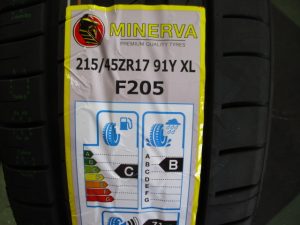 MINERVA
PREMIUM QUALITY TYRES
215/45ZR17 91Y XL
F205
A
B
C
D
E
F
G
C
B